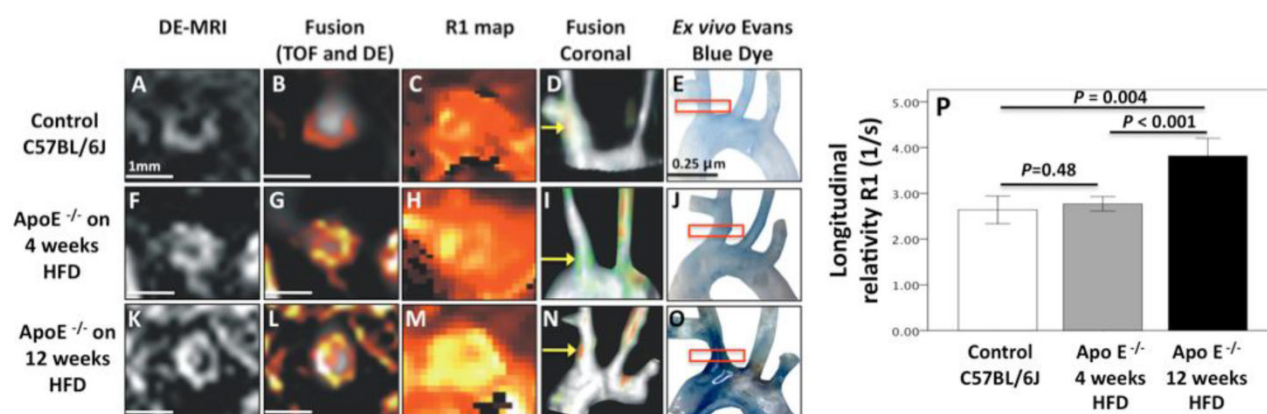 DE-MRI
Fusion
(TOF and DE)
R1 map
Fusion
Coronal
Ex vivo Evans
Blue Dye
Control
C57BL/6J
A
1mm
B
C
D
E
0.25 µm
ApoE -/- on
4 weeks
HFD
F
G
H
I
J
ApoE -/- on
12 weeks
HFD
K
L
M
N
O
P
Longitudinal
relativity R1 (1/s)
5.00
4.00
3.00
2.00
1.00
0.00
P = 0.004
P < 0.001
P=0.48
Control
C57BL/6J
Apo E -/-
4 weeks
HFD
Apo E -/-
12 weeks
HFD